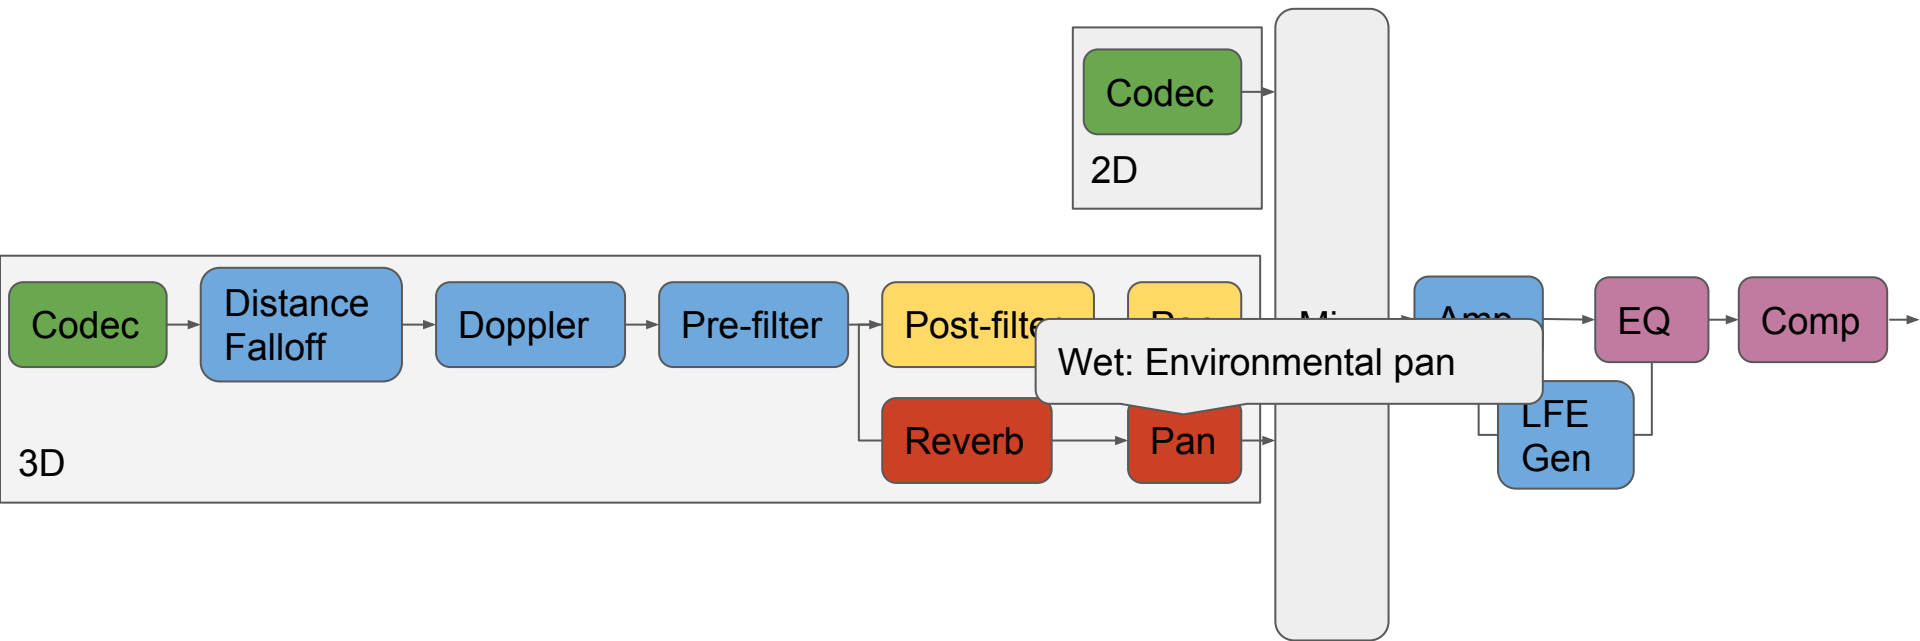 Codec
2D
Codec
Distance
Falloff
Doppler
Pre-filter
Post-filter
EQ
Comp
Wet: Environmental pan
Reverb
Pan
LFE
Gen
3D